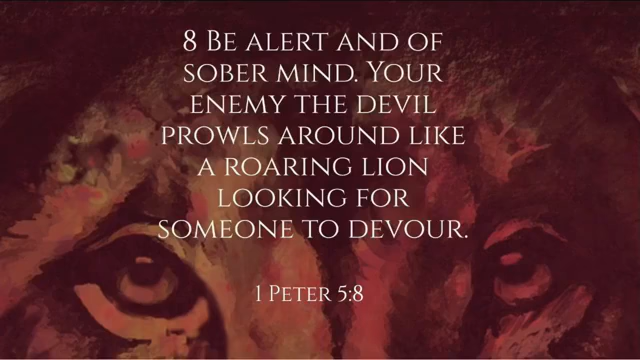 8 Be alert and of
sober mind. Your
enemy the devil
prowls around like
a roaring lion
looking for
someone to devour.
1 Peter 5:8